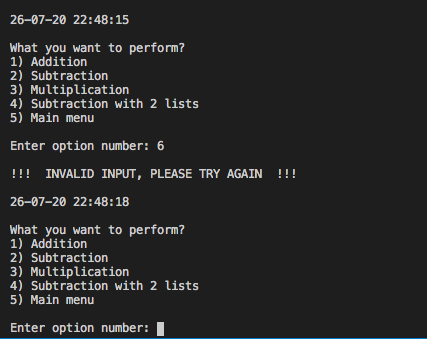 26-07-20 22:48:15
What you want to perform?
1) Addition
2) Subtraction
3) Multiplication
4) Subtraction with 2 lists
5) Main menu
Enter option number: 6
!!!  INVALID INPUT, PLEASE TRY AGAIN  !!!
26-07-20 22:48:18
What you want to perform?
1) Addition
2) Subtraction
3) Multiplication
4) Subtraction with 2 lists
5) Main menu
Enter option number: